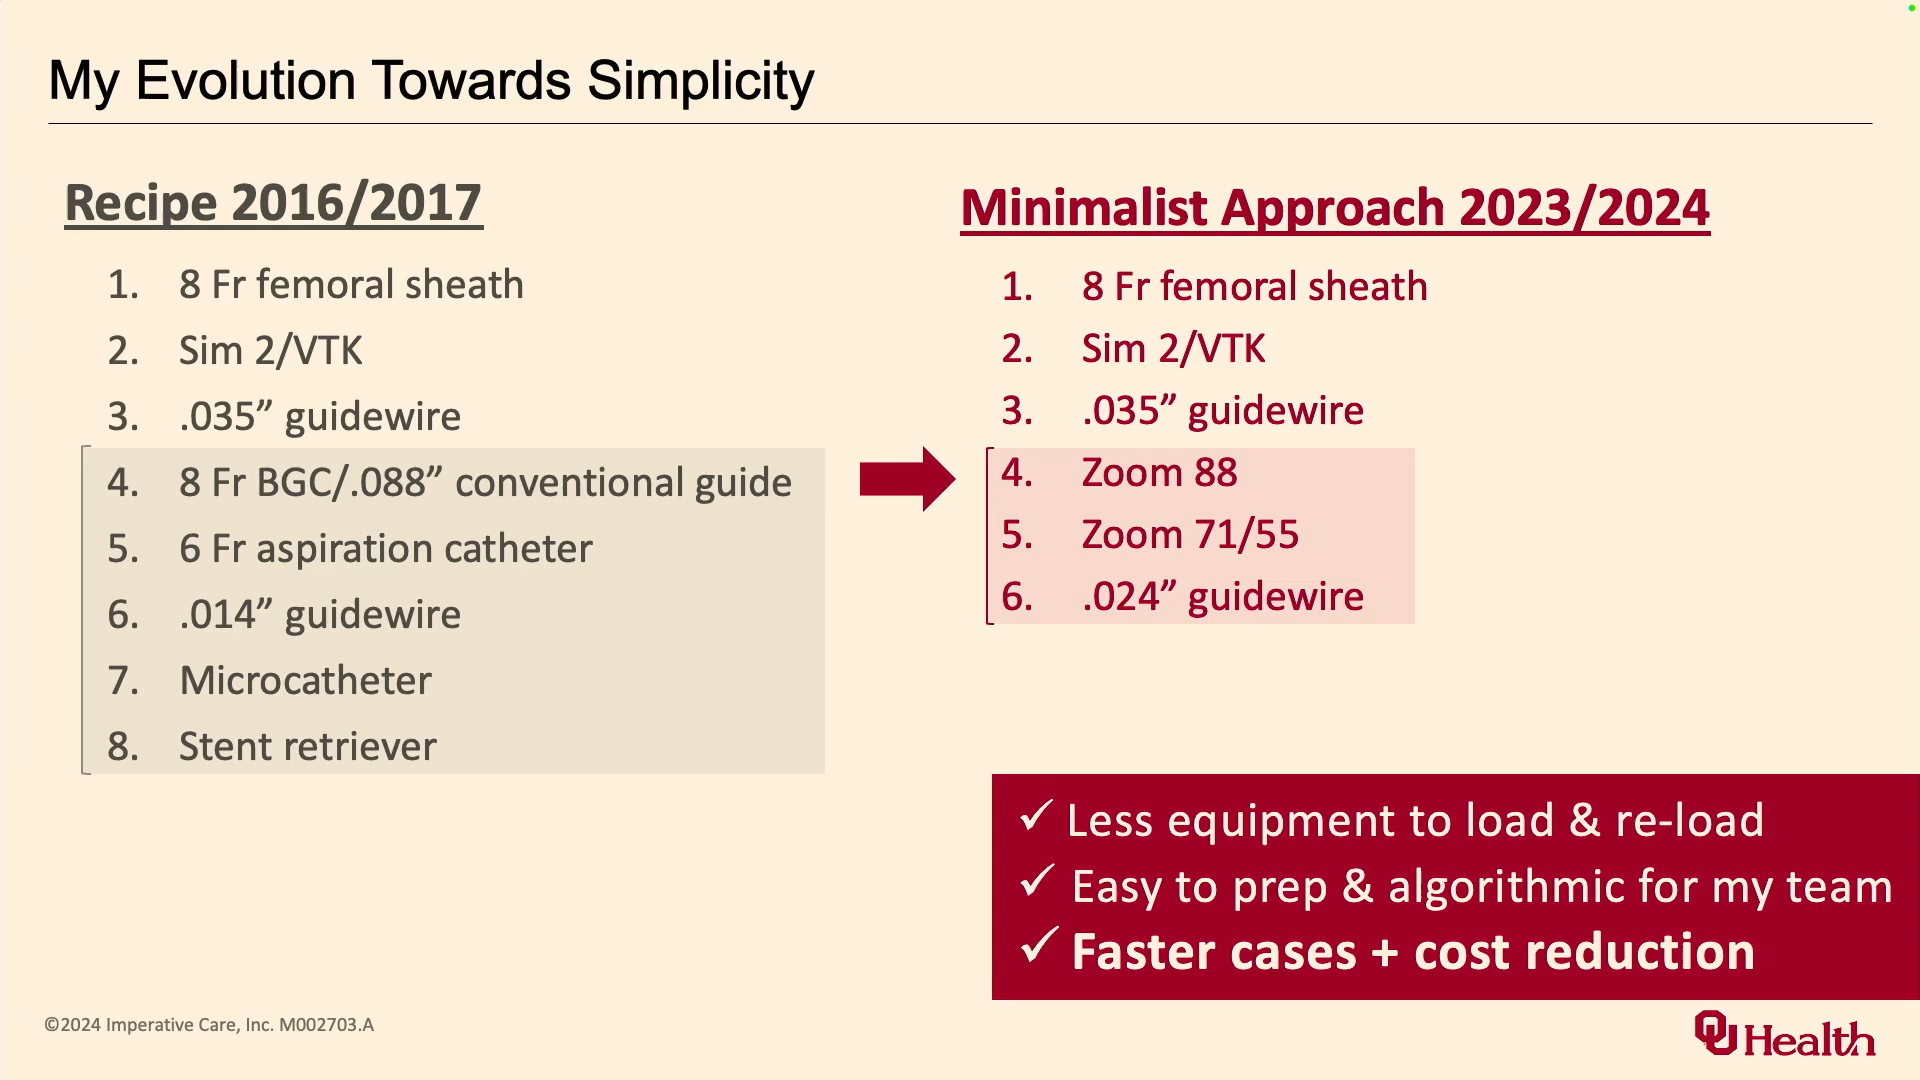 My Evolution Towards Simplicity
Recipe 2016/2017
1. 8 Fr femoral sheath
2. Sim 2/VTK
3. .035” guidewire
4. 8 Fr BGC/.088” conventional guide
5. 6 Fr aspiration catheter
6. .014” guidewire
7. Microcatheter
8. Stent retriever
Minimalist Approach 2023/2024
1. 8 Fr femoral sheath
2. Sim 2/VTK
3. .035” guidewire
4. Zoom 88
5. Zoom 71/55
6. .024” guidewire
✓ Less equipment to load & re-load
✓ Easy to prep & algorithmic for my team
✓ Faster cases + cost reduction
©2024 Imperative Care, Inc. M002703.A
OU Health